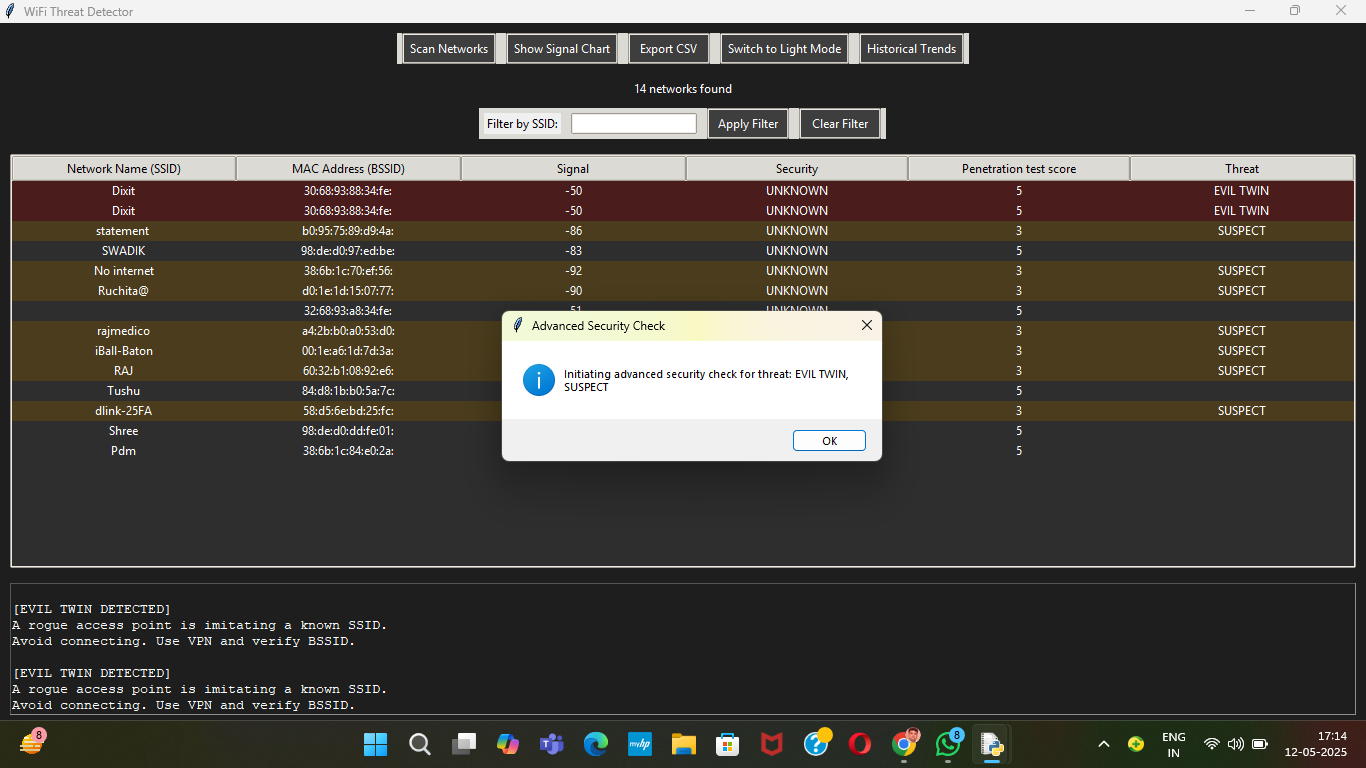 WiFi Threat Detector
Scan Networks Show Signal Chart Export CSV Switch to Light Mode Historical Trends
14 networks found
Filter by SSID: Apply Filter Clear Filter
Network Name (SSID) MAC Address (BSSID) Signal Security Penetration test score Threat
Dixit 30:68:93:88:34:fe: -50 UNKNOWN 5 EVIL TWIN
Dixit 30:68:93:88:34:fe: -50 UNKNOWN 5 EVIL TWIN
statement b0:95:75:89:d9:4a: -86 UNKNOWN 3 SUSPECT
SWADIK 98:de:d0:97:ed:be: -83 UNKNOWN 5
No internet 38:6b:1c:70:ef:56: -92 UNKNOWN 3 SUSPECT
Ruchita@ d0:1e:1d:15:07:77: -90 UNKNOWN 3 SUSPECT
32:68:93:a8:34:fe: -51 UNKNOWN 5
rajmedico a4:2b:b0:a0:53:d0: 3 SUSPECT
iBall-Baton 00:1e:a6:1d:7d:3a: 3 SUSPECT
RAJ 60:32:b1:08:92:e6: 3 SUSPECT
Tushu 84:d8:1b:b0:5a:7c: 5
dlink-25FA 58:d5:6e:bd:25:fc: 3 SUSPECT
Shree 98:de:d0:dd:fe:01: 5
Pdm 38:6b:1c:84:e0:2a: 5
Advanced Security Check
Initiating advanced security check for threat: EVIL TWIN,
SUSPECT
OK
[EVIL TWIN DETECTED]
A rogue access point is imitating a known SSID.
Avoid connecting. Use VPN and verify BSSID.
[EVIL TWIN DETECTED]
A rogue access point is imitating a known SSID.
Avoid connecting. Use VPN and verify BSSID.
8
myhp
8
ENG
IN
17:14
12-05-2025